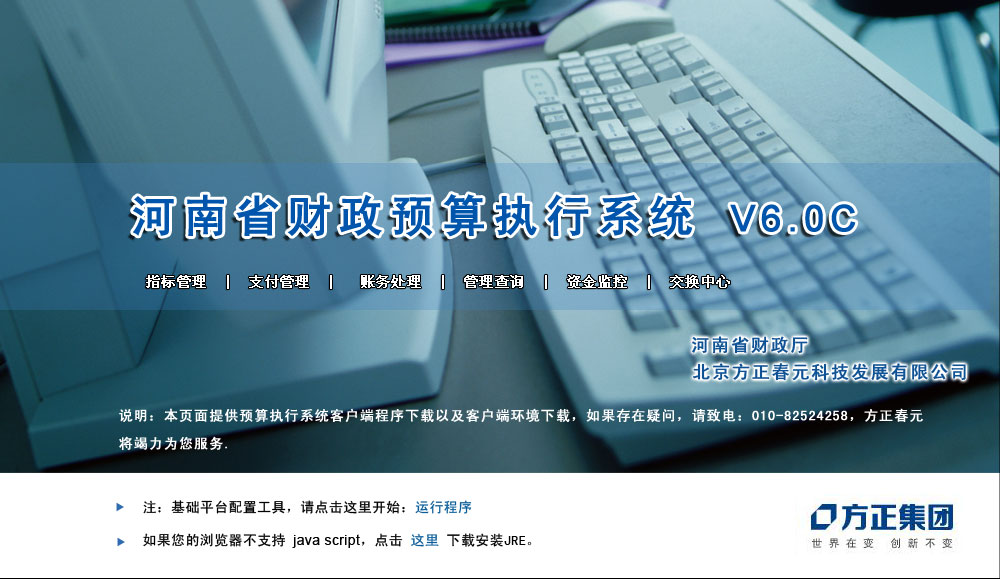 河南省财政预算执行系统 V6.0C
指标管理 | 支付管理 | 账务处理 | 管理查询 | 资金监控 | 交换中心
河南省财政厅
北京方正春元科技发展有限公司
说明：本页面提供预算执行系统客户端程序下载以及客户端环境下载，如果存在疑问，请致电：010-82524258，方正春元
将竭力为您服务.
注：基础平台配置工具，请点击这里开始：运行程序
如果您的浏览器不支持 java script，点击 这里 下载安装JRE。
方正集团
世界在变 创新不变